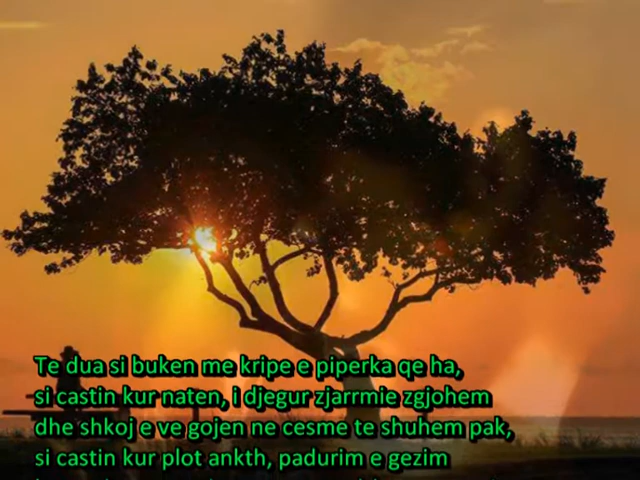 Te dua si buken me kripe e piperka qe ha,
si castin kur naten, i djegur zjarrmie zgjohem
dhe shkoj e ve gojen ne cesme te shuhem pak,
si castin kur plot ankth, padurim e gezim